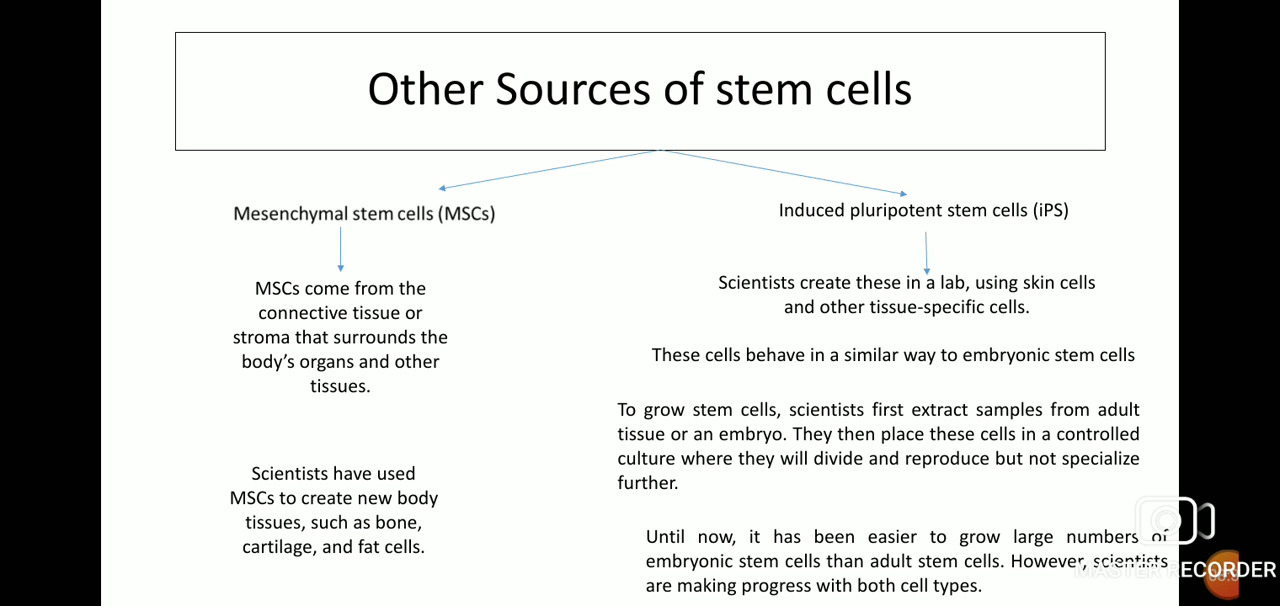 Other Sources of stem cells
Mesenchymal stem cells (MSCs)
MSCs come from the
connective tissue or
stroma that surrounds the
body’s organs and other
tissues.
Scientists have used
MSCs to create new body
tissues, such as bone,
cartilage, and fat cells.
Induced pluripotent stem cells (iPS)
Scientists create these in a lab, using skin cells
and other tissue-specific cells.
These cells behave in a similar way to embryonic stem cells
To grow stem cells, scientists first extract samples from adult
tissue or an embryo. They then place these cells in a controlled
culture where they will divide and reproduce but not specialize
further.
Until now, it has been easier to grow large numbers of
embryonic stem cells than adult stem cells. However, scientists
are making progress with both cell types.
MASTER RECORDER